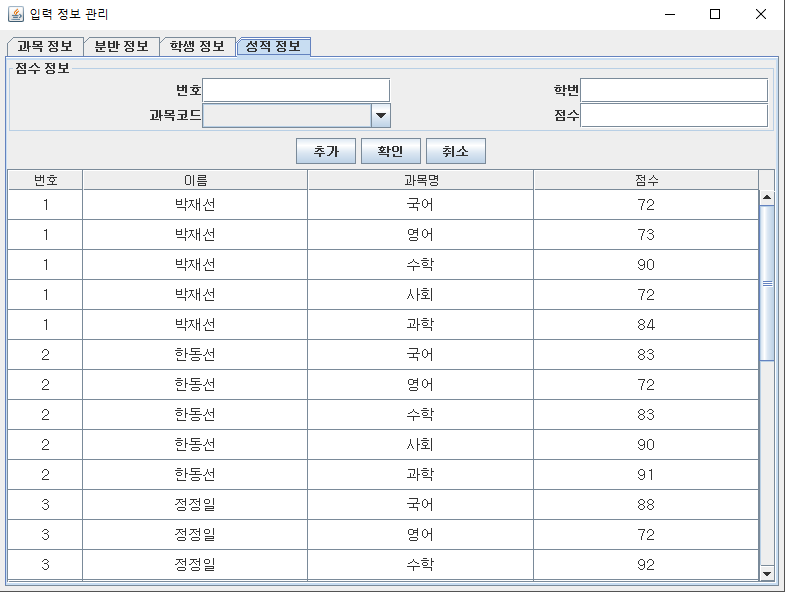 입력 정보 관리
과목 정보 분반 정보 학생 정보 성적 정보
점수 정보
번호 학번
과목코드 점수
추가 확인 취소
번호 이름 과목명 점수
1 박재선 국어 72
1 박재선 영어 73
1 박재선 수학 90
1 박재선 사회 72
1 박재선 과학 84
2 한동선 국어 83
2 한동선 영어 72
2 한동선 수학 83
2 한동선 사회 90
2 한동선 과학 91
3 정정일 국어 88
3 정정일 영어 72
3 정정일 수학 92